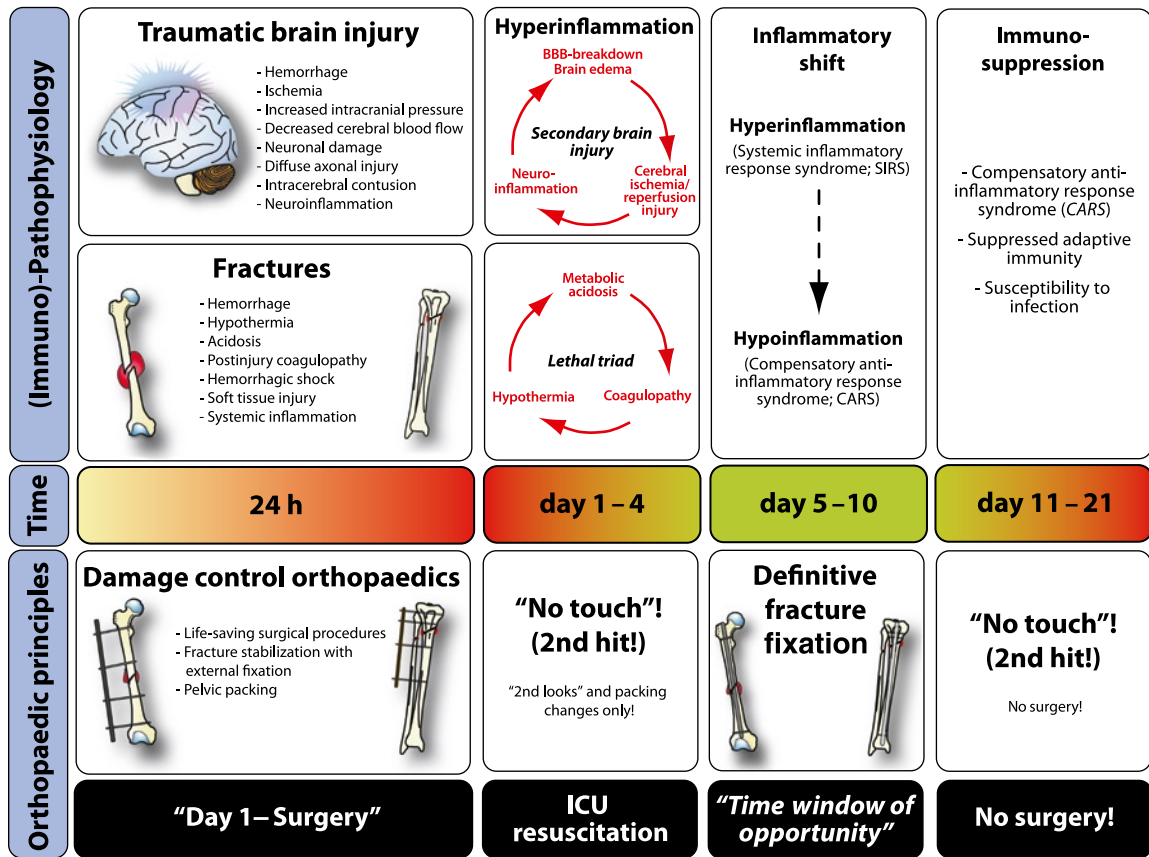 (Immuno)-Pathophysiology
Traumatic brain injury
- Hemorrhage
- Ischemia
- Increased intracranial pressure
- Decreased cerebral blood flow
- Neuronal damage
- Diffuse axonal injury
- Intracerebral contusion
- Neuroinflammation
Fractures
- Hemorrhage
- Hypothermia
- Acidosis
- Postinjury coagulopathy
- Hemorrhagic shock
- Soft tissue injury
- Systemic inflammation
Hyperinflammation
BBB-breakdown
Brain edema
Secondary brain
injury
Neuro-
inflammation
Cerebral
ischemia/
reperfusion
injury
Metabolic
acidosis
Lethal triad
Hypothermia
Coagulopathy
Inflammatory
shift
Hyperinflammation
(Systemic inflammatory
response syndrome; SIRS)
Hypoinflammation
(Compensatory anti-
inflammatory response
syndrome; CARS)
Immuno-
suppression
- Compensatory anti-
inflammatory response
syndrome (CARS)
- Suppressed adaptive
immunity
- Susceptibility to
infection
Time
24 h
day 1 – 4
day 5 – 10
day 11 – 21
Orthopaedic principles
Damage control orthopaedics
- Life-saving surgical procedures
- Fracture stabilization with
external fixation
- Pelvic packing
“No touch”!
(2nd hit!)
“2nd looks” and packing
changes only!
Definitive
fracture
fixation
“No touch”!
(2nd hit!)
No surgery!
“Day 1 – Surgery”
ICU
resuscitation
“Time window of
opportunity”
No surgery!